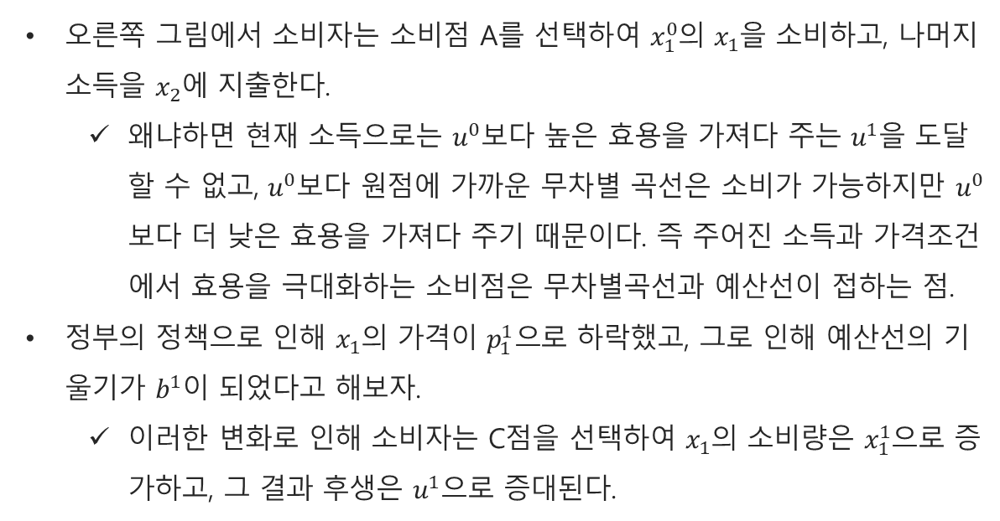 • 오른쪽 그림에서 소비자는 소비점 A를 선택하여 $x_1^0$의 $x_1$을 소비하고, 나머지
소득을 $x_2$에 지출한다.
✓ 왜냐하면 현재 소득으로는 $u^0$보다 높은 효용을 가져다 주는 $u^1$을 도달
할 수 없고, $u^0$보다 원점에 가까운 무차별 곡선은 소비가 가능하지만 $u^0$
보다 더 낮은 효용을 가져다 주기 때문이다. 즉 주어진 소득과 가격조건
에서 효용을 극대화하는 소비점은 무차별곡선과 예산선이 접하는 점.
• 정부의 정책으로 인해 $x_1$의 가격이 $p_1^1$으로 하락했고, 그로 인해 예산선의 기
울기가 $b^1$이 되었다고 해보자.
✓ 이러한 변화로 인해 소비자는 C점을 선택하여 $x_1$의 소비량은 $x_1^1$으로 증
가하고, 그 결과 후생은 $u^1$으로 증대된다.